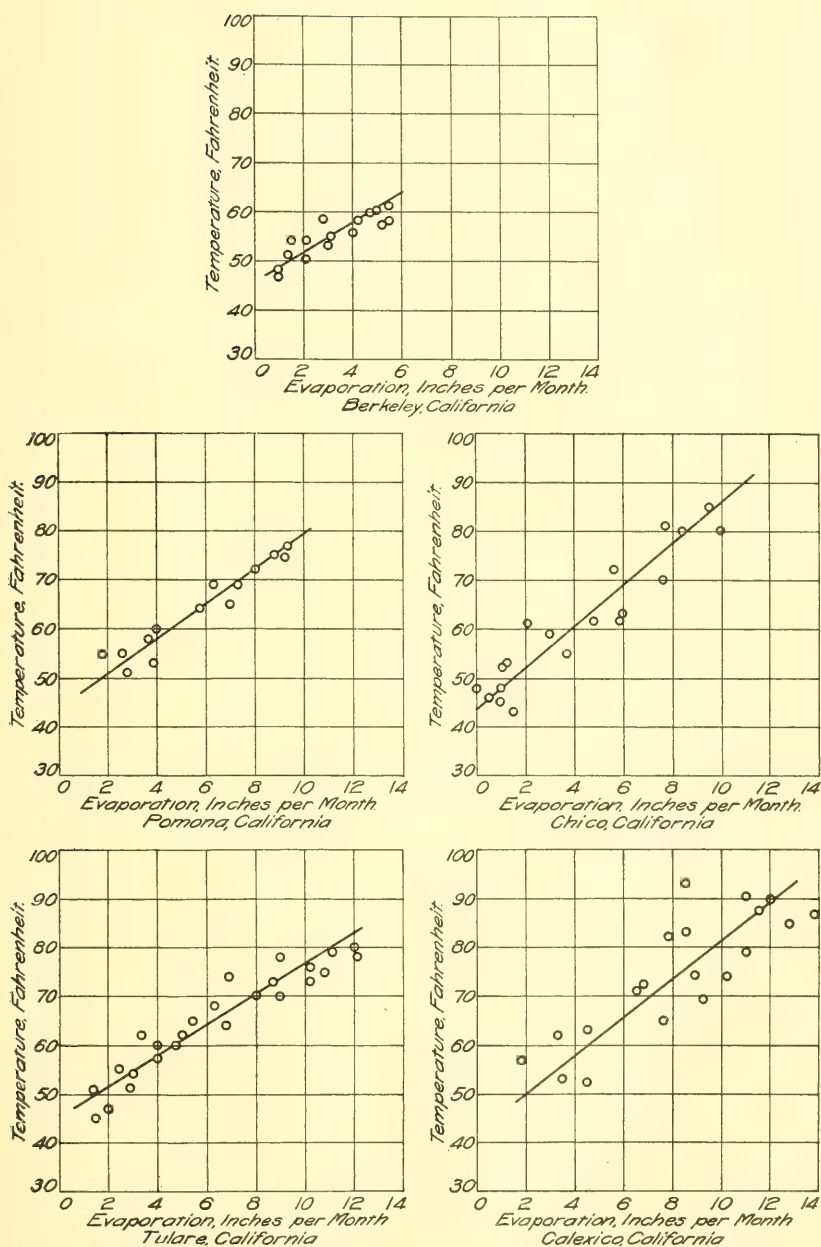 100
90
80
70
60
50
40
30
Temperature, Fahrenheit.
0 2 4 6 8 10 12 14
Evaporation, Inches per Month.
Berkeley, California
100
90
80
70
60
50
40
30
Temperature, Fahrenheit.
0 2 4 6 8 10 12 14
Evaporation, Inches per Month.
Pomona, California
100
90
80
70
60
50
40
30
Temperature, Fahrenheit.
0 2 4 6 8 10 12 14
Evaporation, Inches per Month.
Chico, California
100
90
80
70
60
50
40
30
Temperature, Fahrenheit.
0 2 4 6 8 10 12 14
Evaporation, Inches per Month
Tulare, California
100
90
80
70
60
50
40
30
Temperature, Fahrenheit.
0 2 4 6 8 10 12 14
Evaporation, Inches per Month
Calexico, California